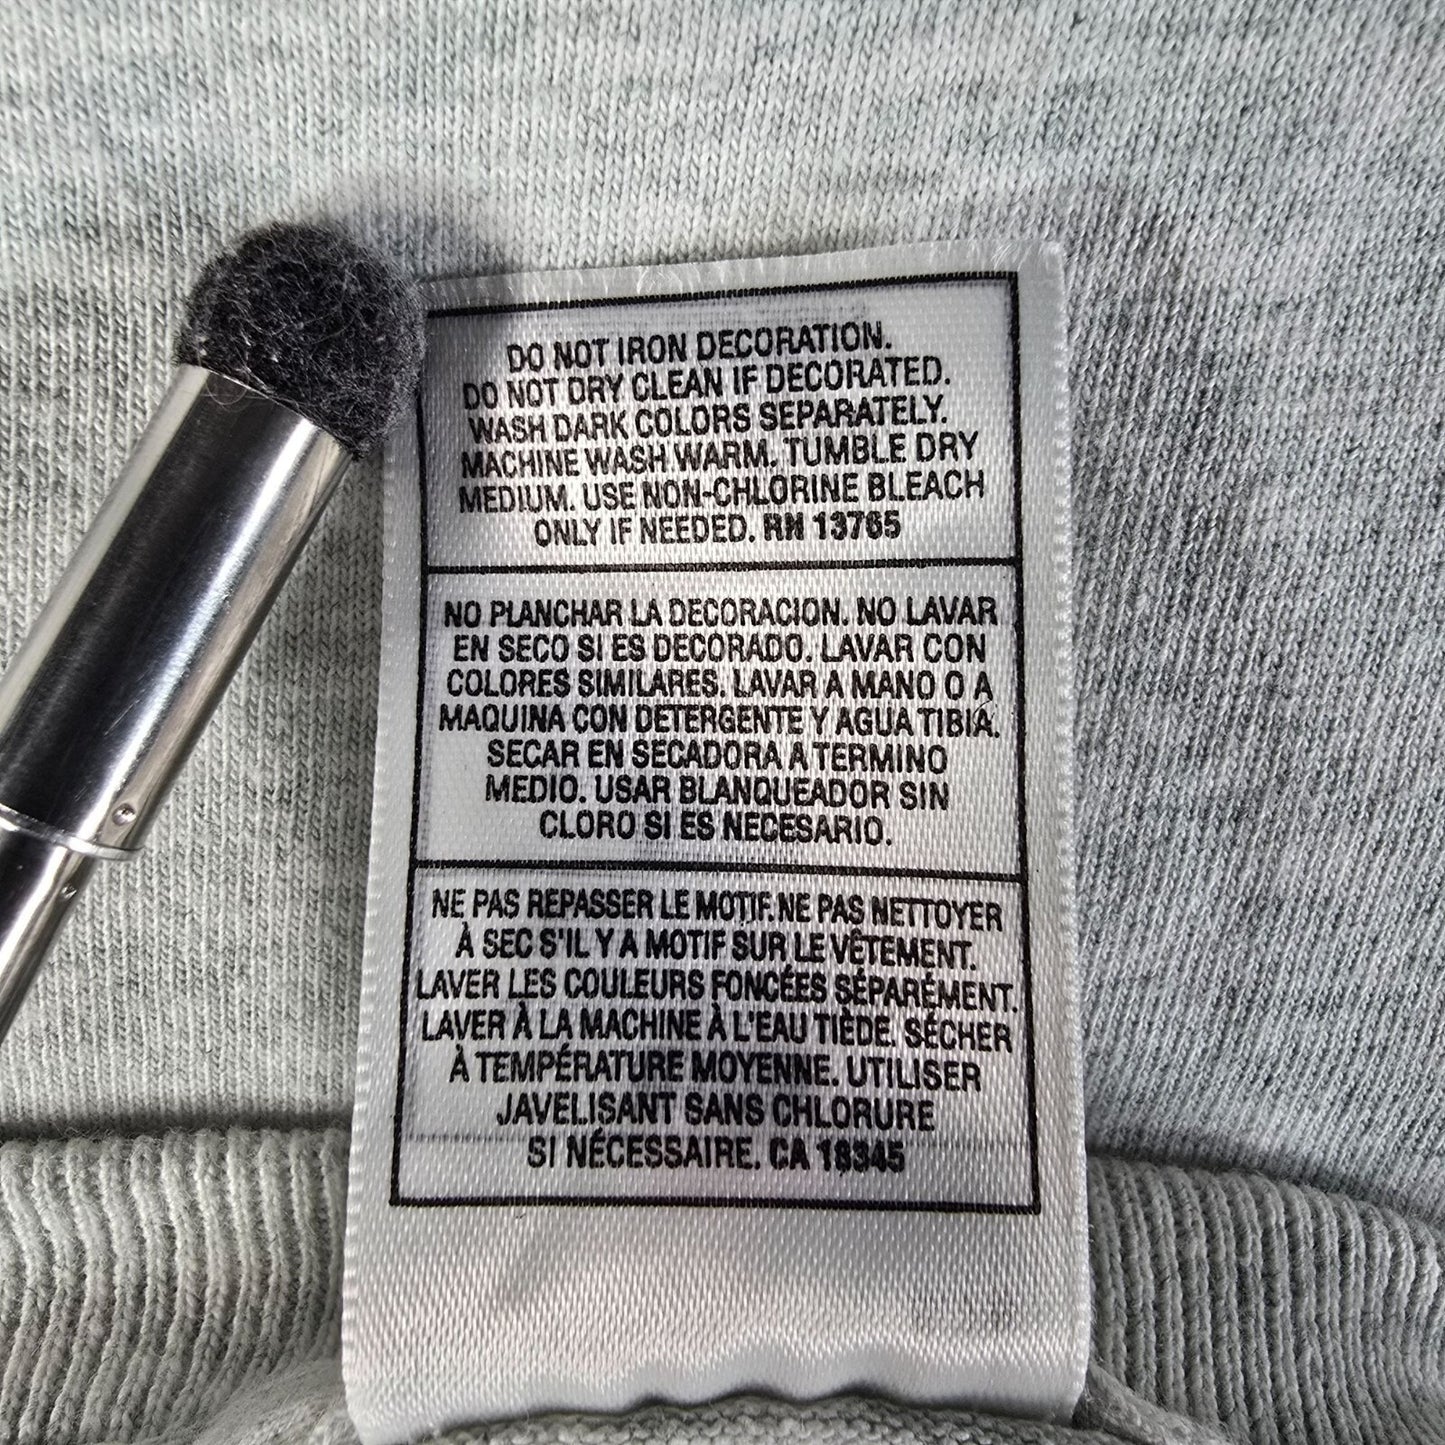 DO NOT IRON DECORATION.
DO NOT DRY CLEAN IF DECORATED.
WASH DARK COLORS SEPARATELY.
MACHINE WASH WARM. TUMBLE DRY
MEDIUM. USE NON-CHLORINE BLEACH
ONLY IF NEEDED. RN 13765
NO PLANCHAR LA DECORACION. NO LAVAR
EN SECO SI ES DECORADO. LAVAR CON
COLORES SIMILARES. LAVAR A MANO O A
MAQUINA CON DETERGENTE Y AGUA TIBIA.
SECAR EN SECADORA A TERMINO
MEDIO. USAR BLANQUEADOR SIN
CLORO SI ES NECESARIO.
NE PAS REPASSER LE MOTIF. NE PAS NETTOYER
À SEC S'IL Y A MOTIF SUR LE VÊTEMENT.
LAVER LES COULEURS FONCÉES SÉPARÉMENT.
LAVER À LA MACHINE À L'EAU TIÈDE. SÉCHER
À TEMPÉRATURE MOYENNE. UTILISER
JAVELISANT SANS CHLORURE
SI NÉCESSAIRE. CA 18345